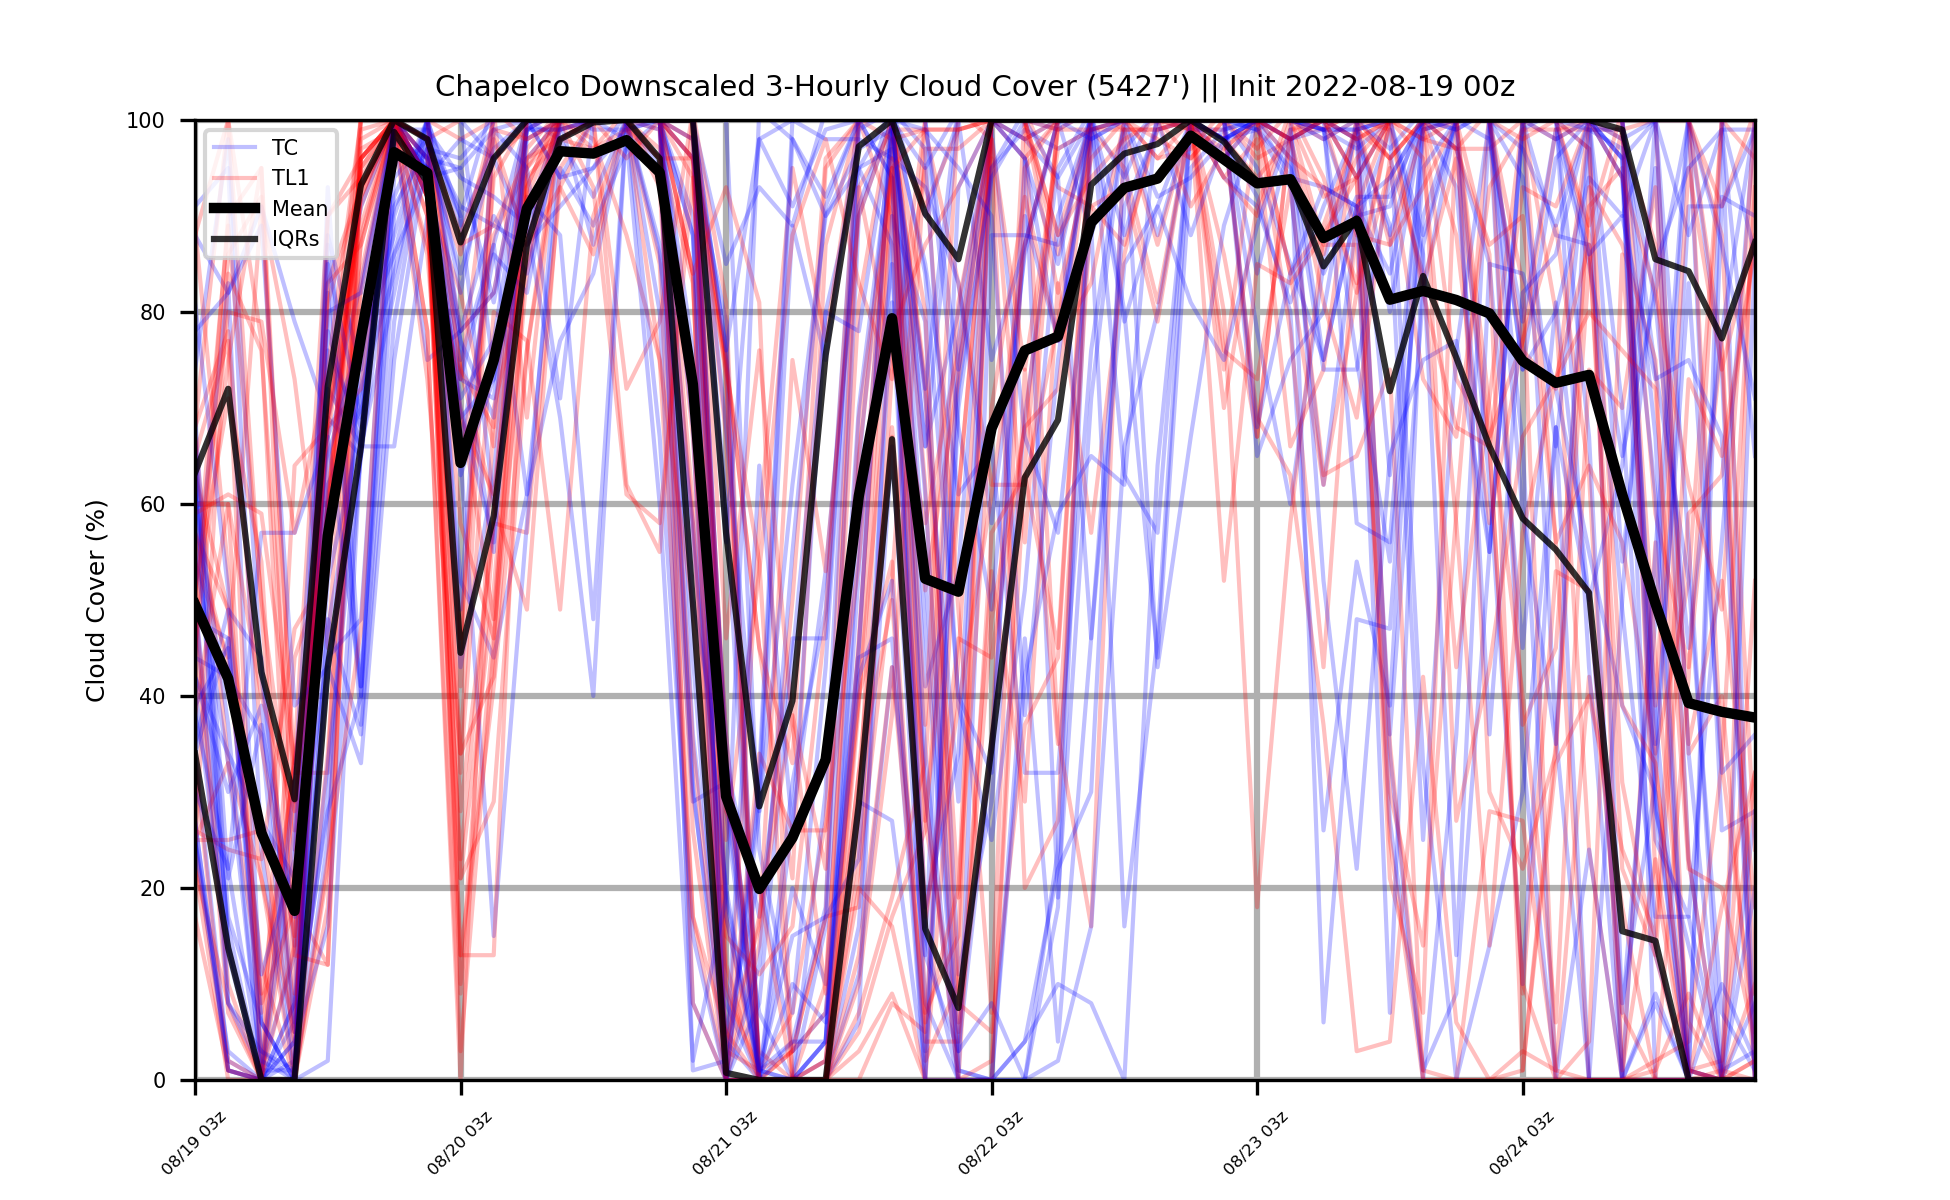 Chapelco Downscaled 3-Hourly Cloud Cover (5427') || Init 2022-08-19 00z
TC
TL1
Mean
IQRs
Cloud Cover (%)
100
80
60
40
20
0
08/19 03z
08/20 03z
08/21 03z
08/22 03z
08/23 03z
08/24 03z